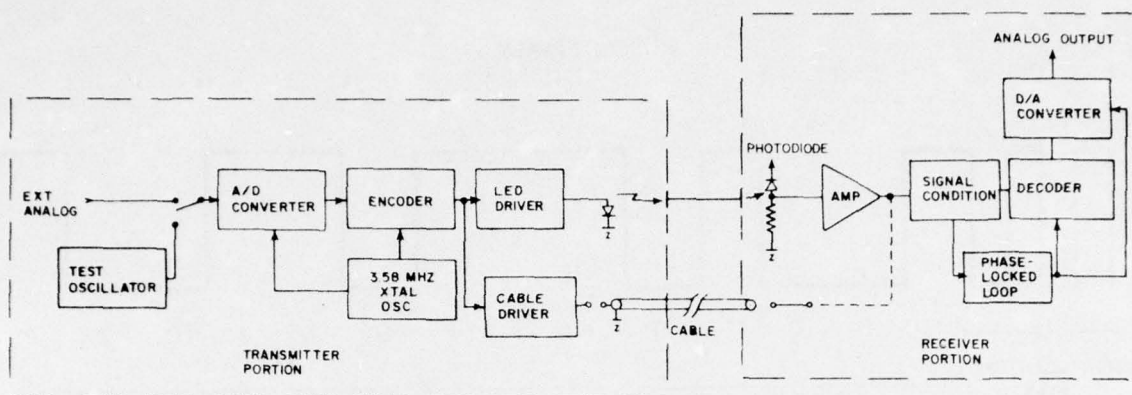 EXT
ANALOG
TEST
OSCILLATOR
A/D
CONVERTER
ENCODER
3.58 MHZ
XTAL
OSC
LED
DRIVER
CABLE
DRIVER
TRANSMITTER
PORTION
CABLE
PHOTODIODE
AMP
SIGNAL
CONDITION
DECODER
PHASE-
LOCKED
LOOP
D/A
CONVERTER
ANALOG OUTPUT
RECEIVER
PORTION